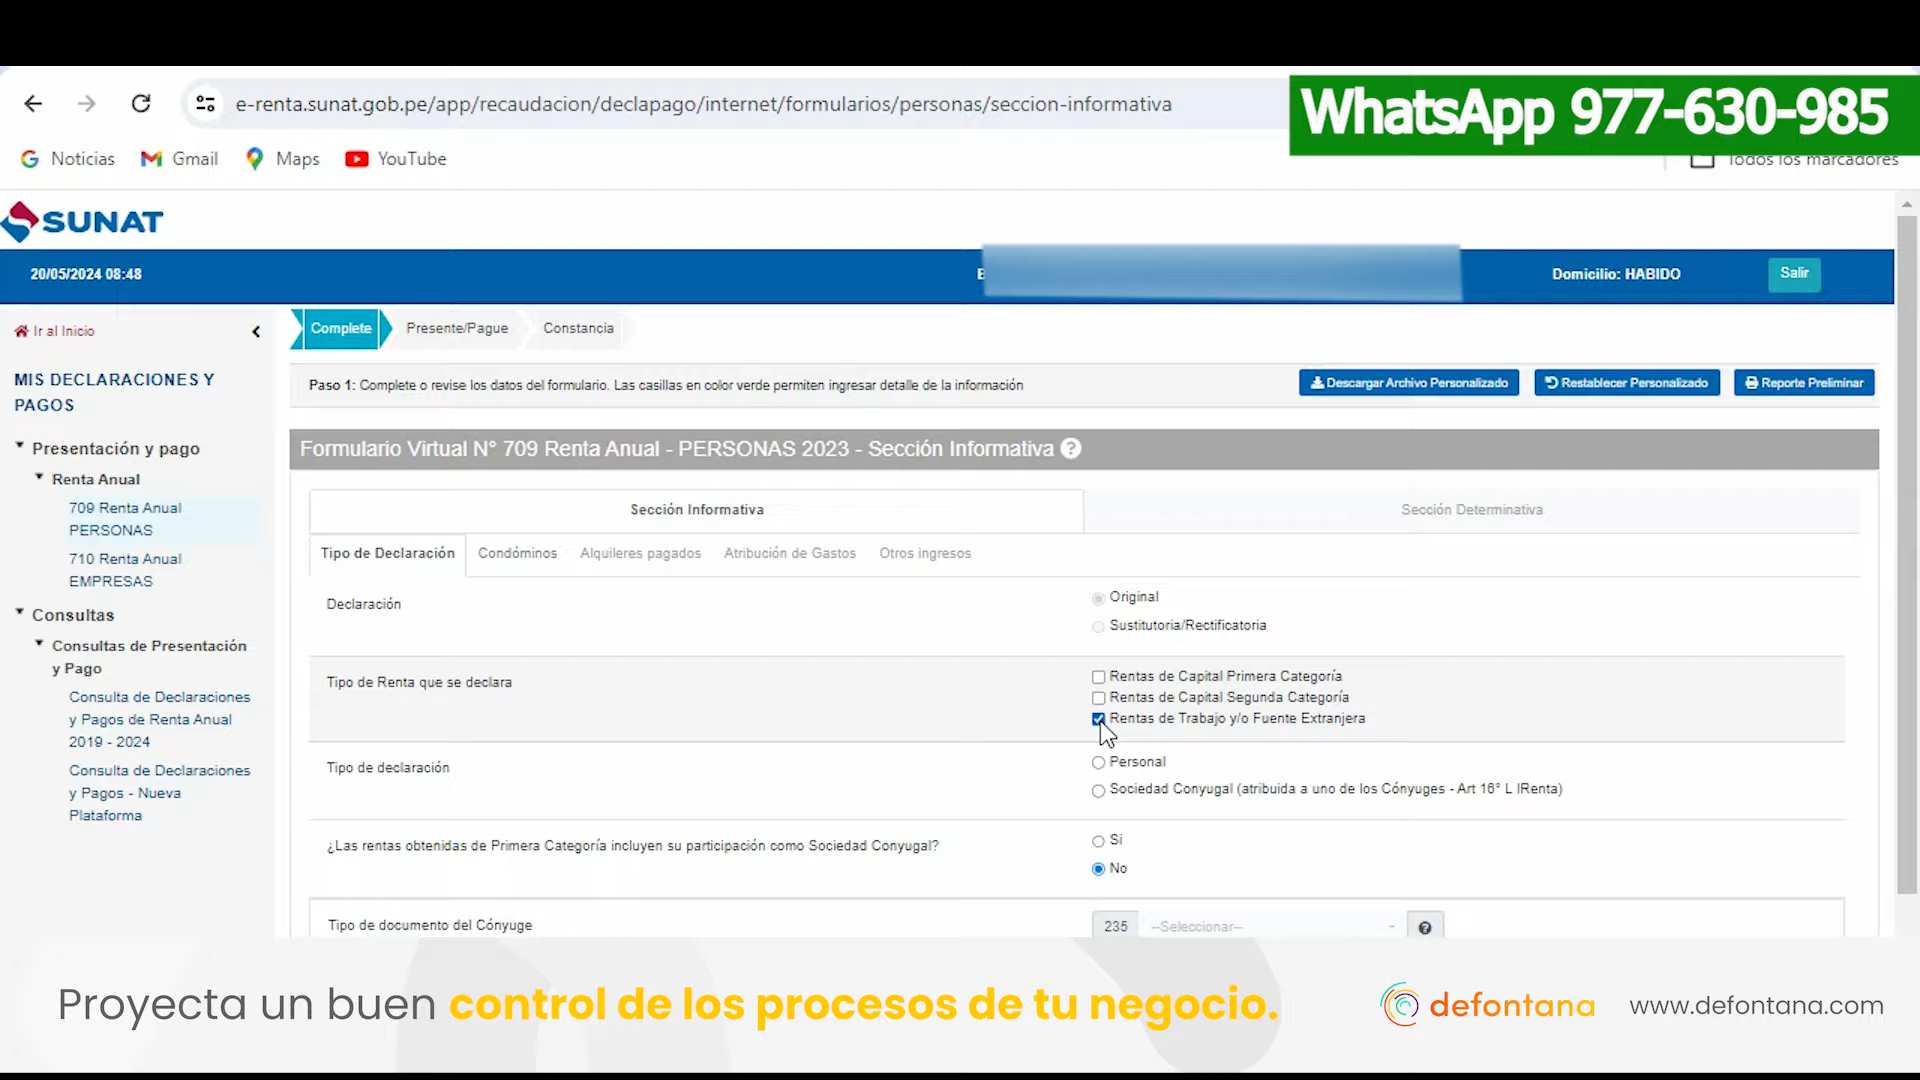 e-renta.sunat.gob.pe/app/recaudacion/declapago/internet/formularios/personas/seccion-informativa
WhatsApp 977-630-985
Noticias Gmail Maps YouTube
Todos los marcadores
SUNAT
20/05/2024 08:48 Domicilio: HABIDO Salir
Ir al Inicio
Complete Presente/Pague Constancia
MIS DECLARACIONES Y
PAGOS
Paso 1: Complete o revise los datos del formulario. Las casillas en color verde permiten ingresar detalle de la información
Descargar Archivo Personalizado Restablecer Personalizado Reporte Preliminar
Presentación y pago
Renta Anual
709 Renta Anual
PERSONAS
710 Renta Anual
EMPRESAS
Consultas
Consultas de Presentación
y Pago
Consulta de Declaraciones
y Pagos de Renta Anual
2019 - 2024
Consulta de Declaraciones
y Pagos - Nueva
Plataforma
Formulario Virtual N° 709 Renta Anual - PERSONAS 2023 - Sección Informativa ?
Sección Informativa Sección Determinativa
Tipo de Declaración Condóminos Alquileres pagados Atribución de Gastos Otros ingresos
Declaración
Original
Sustitutoria/Rectificatoria
Tipo de Renta que se declara
Rentas de Capital Primera Categoría
Rentas de Capital Segunda Categoría
Rentas de Trabajo y/o Fuente Extranjera
Tipo de declaración
Personal
Sociedad Conyugal (atribuida a uno de los Cónyuges - Art 16° L IRenta)
¿Las rentas obtenidas de Primera Categoría incluyen su participación como Sociedad Conyugal?
Si
No
Tipo de documento del Cónyuge
235 --Seleccionar-- ?
Proyecta un buen control de los procesos de tu negocio.
defontana www.defontana.com